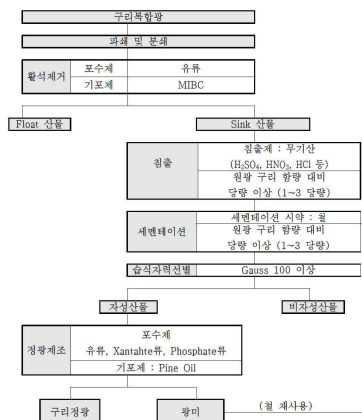 구리복합광
파쇄 및 분쇄
활석제거
포수제
유류
기포제
MIBC
Float 산물
Sink 산물
침출
침출제 : 무기산
(H₂SO₄, HNO₃, HCl 등)
원광 구리 함량 대비
당량 이상 (1~3 당량)
세멘테이션
세멘테이션 시약 : 철
원광 구리 함량 대비
당량 이상 (1~3 당량)
습식자력선별
Gauss 100 이상
자성산물
비자성산물
정광제조
포수제
유류, Xantahte류, Phosphate류
기포제 : Pine Oil
구리정광
광미
(철 재사용)